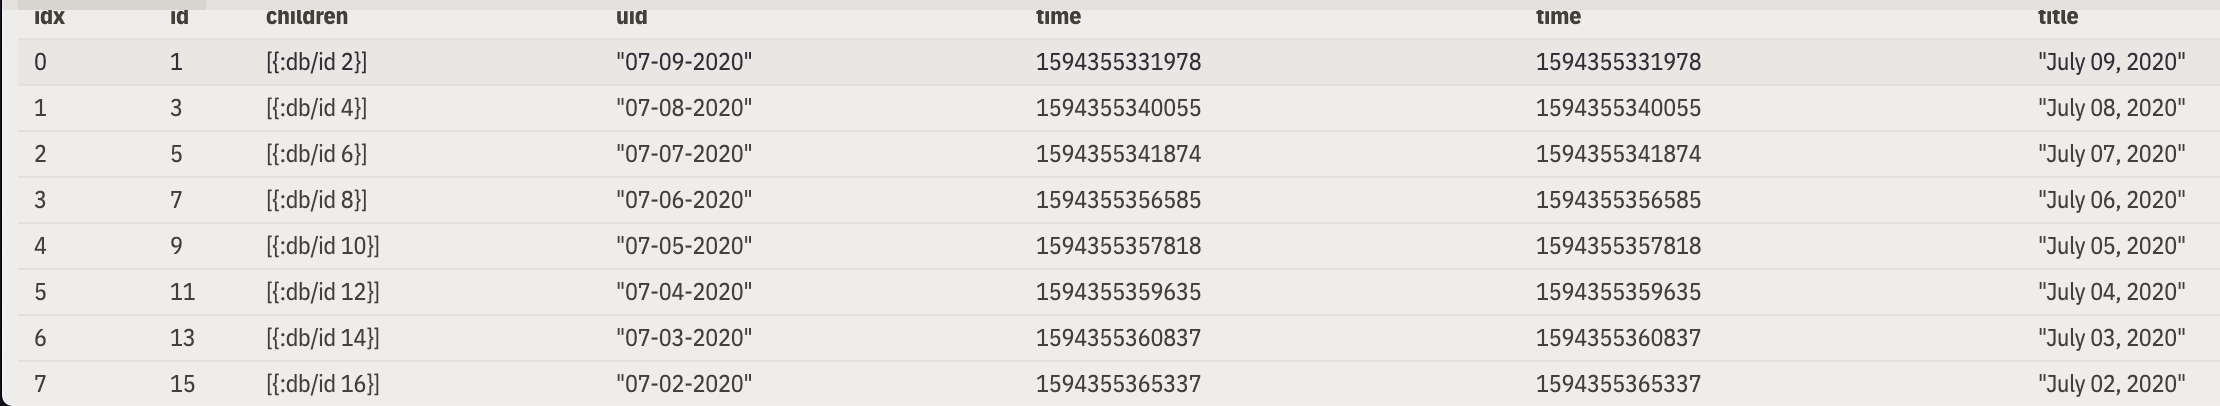 idx id children uid time time title
0 1 [{:db/id 2}] "07-09-2020" 1594355331978 1594355331978 "July 09, 2020"
1 3 [{:db/id 4}] "07-08-2020" 1594355340055 1594355340055 "July 08, 2020"
2 5 [{:db/id 6}] "07-07-2020" 1594355341874 1594355341874 "July 07, 2020"
3 7 [{:db/id 8}] "07-06-2020" 1594355356585 1594355356585 "July 06, 2020"
4 9 [{:db/id 10}] "07-05-2020" 1594355357818 1594355357818 "July 05, 2020"
5 11 [{:db/id 12}] "07-04-2020" 1594355359635 1594355359635 "July 04, 2020"
6 13 [{:db/id 14}] "07-03-2020" 1594355360837 1594355360837 "July 03, 2020"
7 15 [{:db/id 16}] "07-02-2020" 1594355365337 1594355365337 "July 02, 2020"